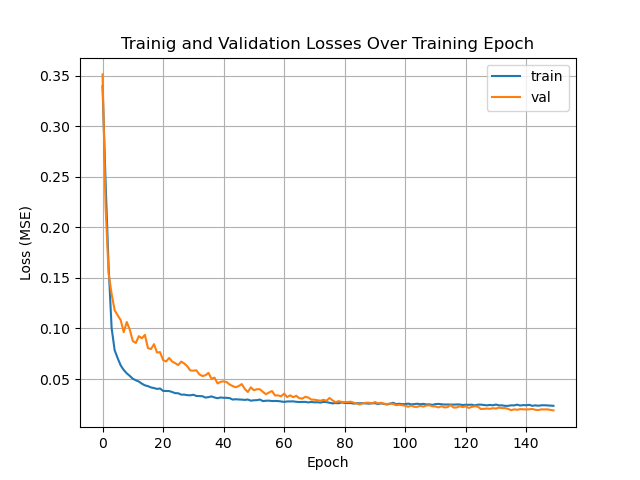 Trainig and Validation Losses Over Training Epoch
train
val
Loss (MSE)
0.35
0.30
0.25
0.20
0.15
0.10
0.05
0 20 40 60 80 100 120 140
Epoch